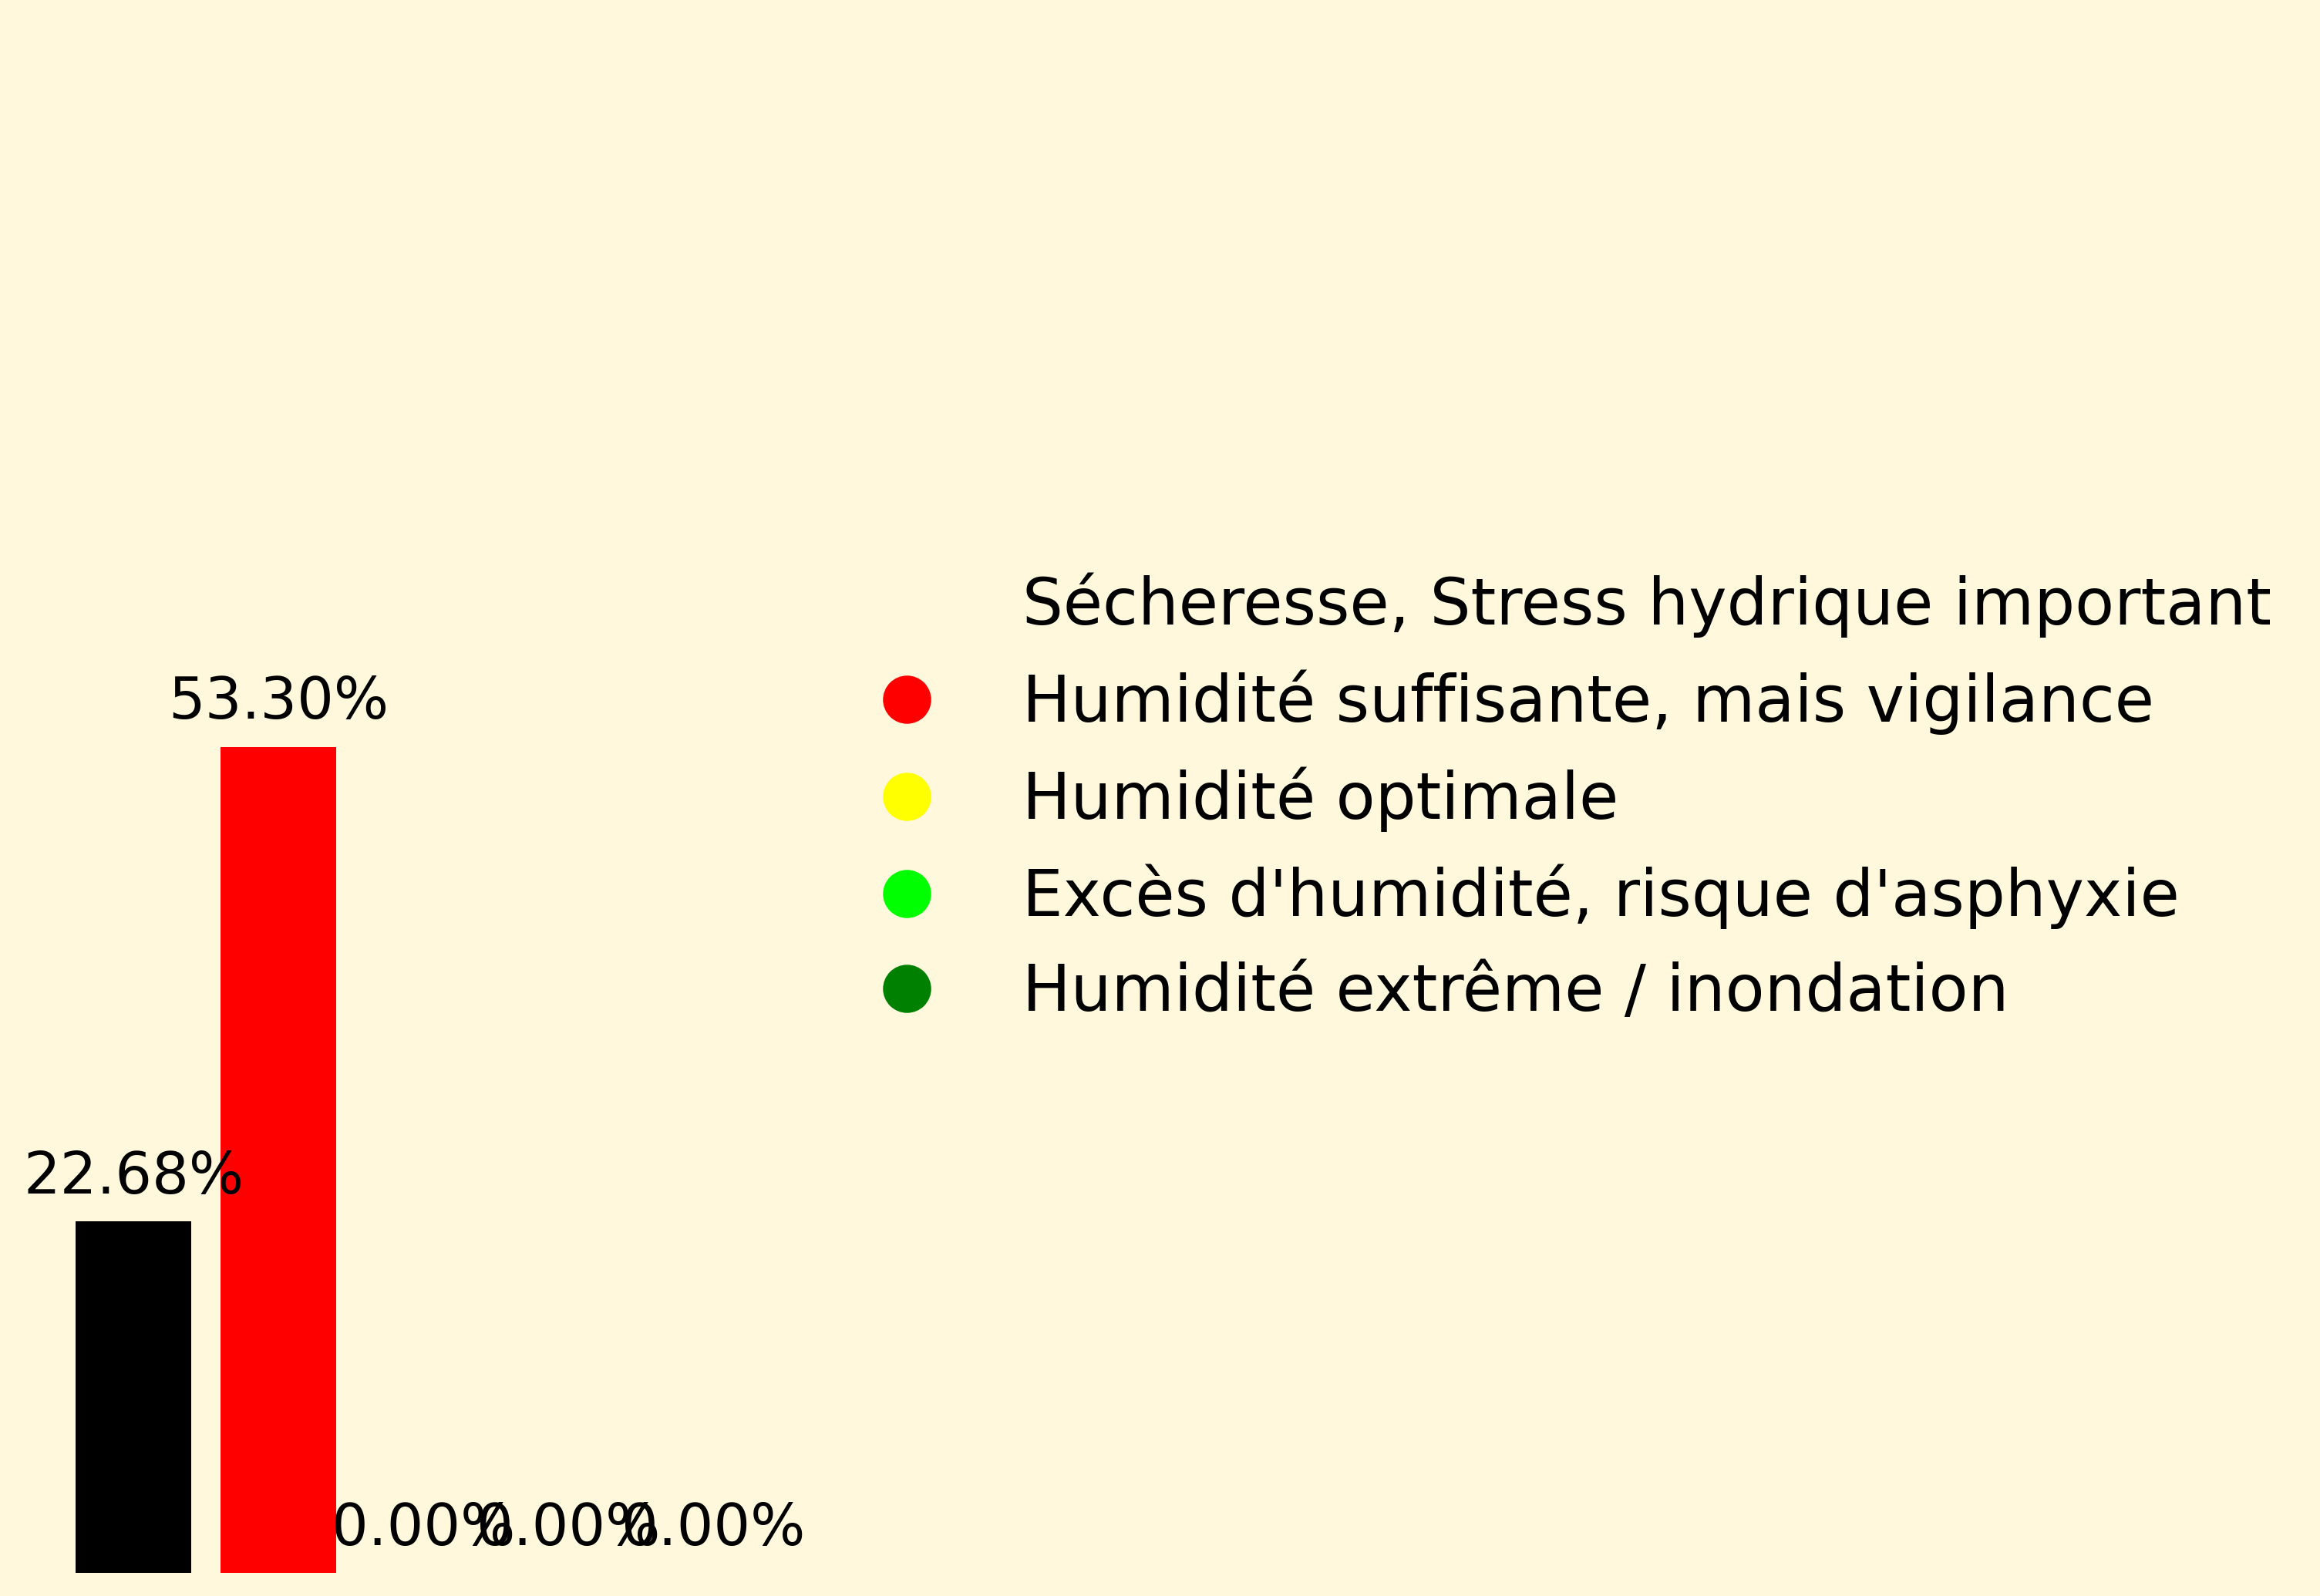 Sécheresse, Stress hydrique important
Humidité suffisante, mais vigilance
Humidité optimale
Excès d'humidité, risque d'asphyxie
Humidité extrême / inondation
53.30%
22.68%
0.00% 0.00% 0.00%